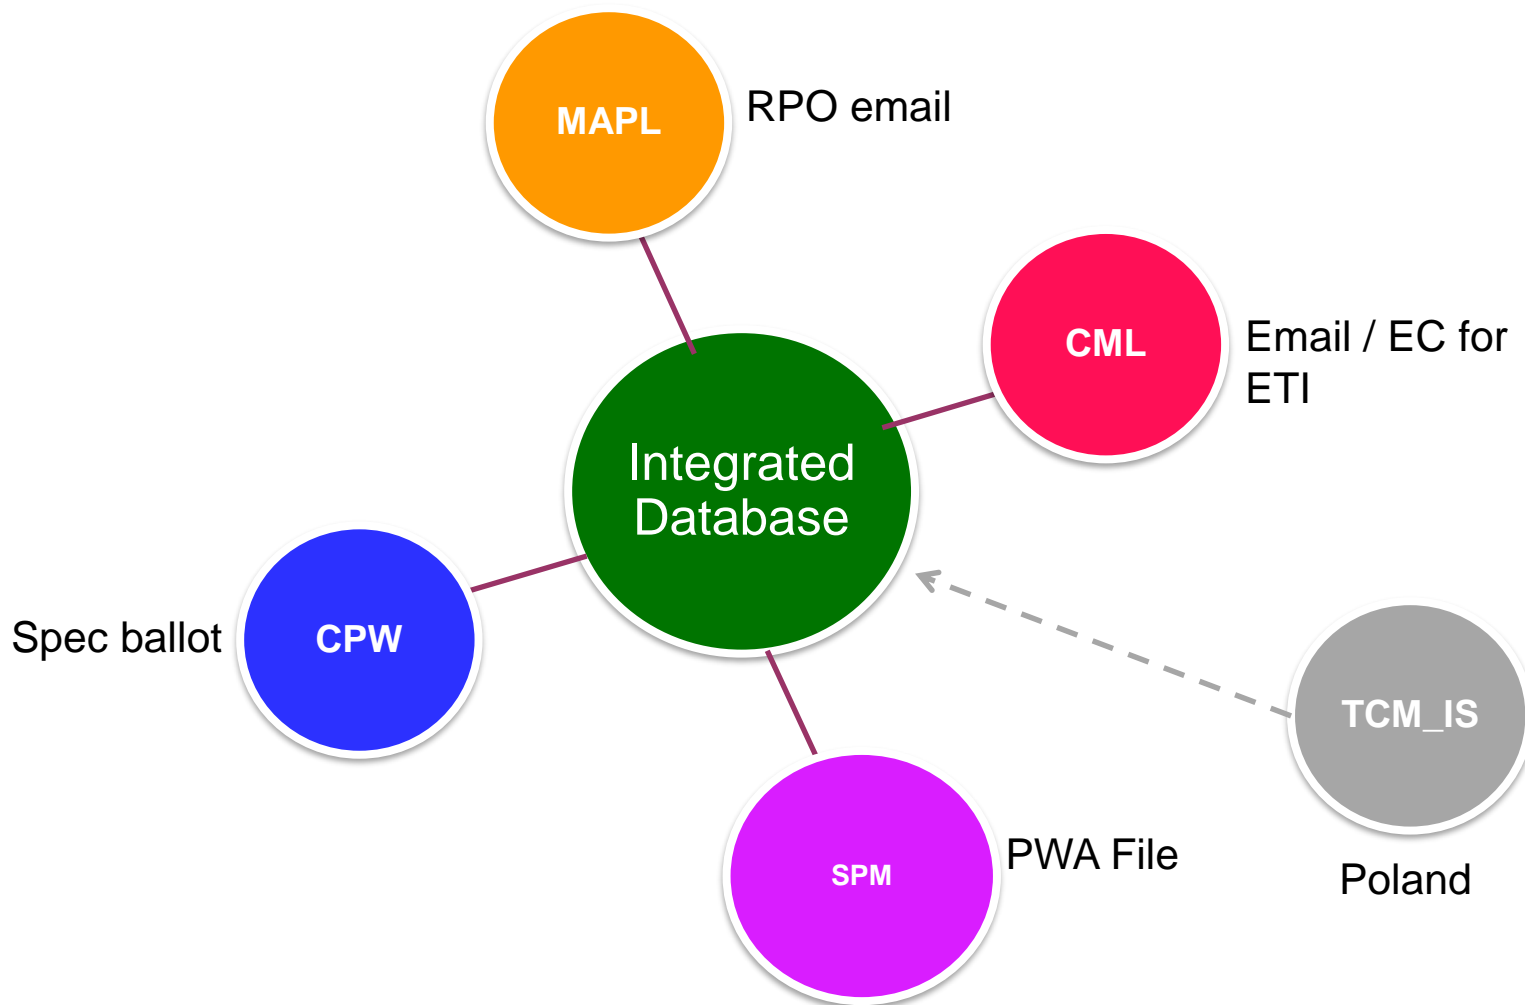 MAPL
RPO email
CML
Email / EC for
ETI
Integrated
Database
Spec ballot
CPW
TCM_IS
Poland
SPM
PWA File